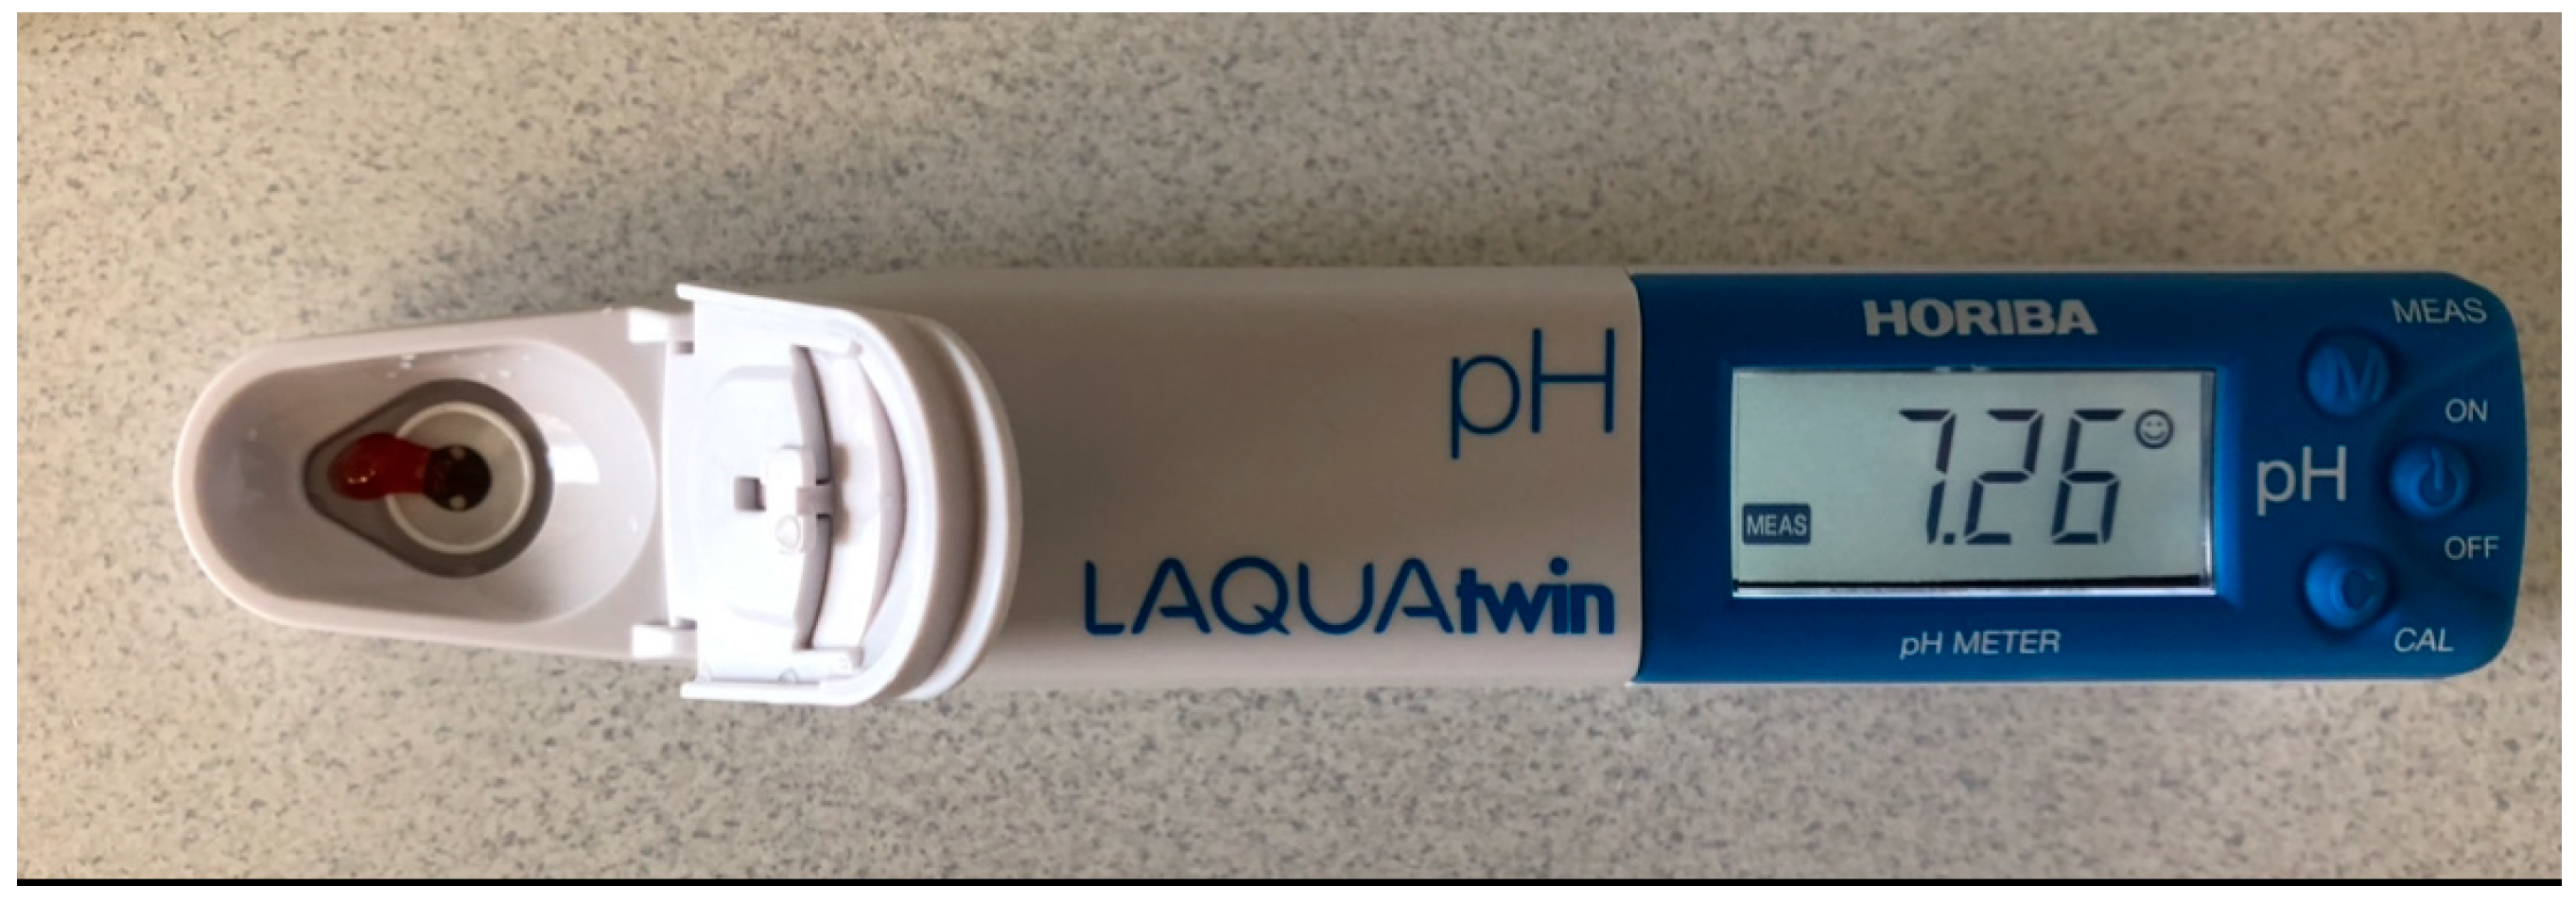 pH
LAQUAtwin
HORIBA
7.26
MEAS
pH
pH METER
MEAS
M
ON
OFF
C
CAL